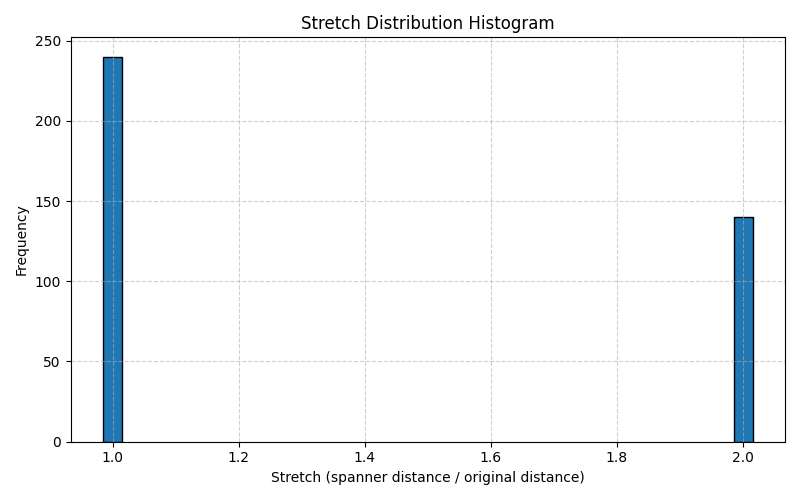 Stretch Distribution Histogram
250
200
150
100
50
0
Frequency
1.0 1.2 1.4 1.6 1.8 2.0
Stretch (spanner distance / original distance)